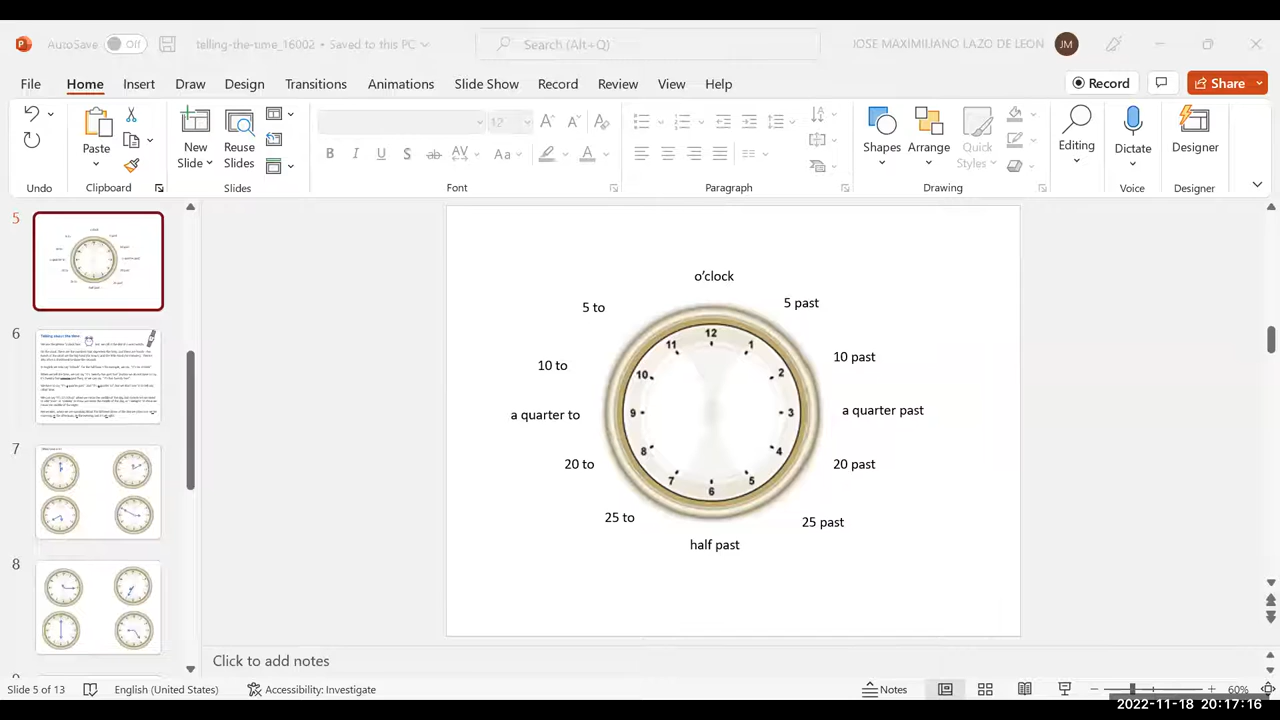 AutoSave Off telling-the-time_16002 • Saved to this PC Search (Alt+Q) JOSE MAXIMILIANO LAZO DE LEON JM
File Home Insert Draw Design Transitions Animations Slide Show Record Review View Help Record Share
Paste New Slide Reuse Slides Shapes Arrange Quick Styles Editing Dictate Designer
Undo Clipboard Slides Font Paragraph Drawing Voice Designer
5
6
7
8
o'clock
5 to 5 past
10 to 10 past
a quarter to a quarter past
20 to 20 past
25 to 25 past
half past
12
11 1
10 2
9 3
8 4
7 5
6
Click to add notes
Slide 5 of 13 English (United States) Accessibility: Investigate Notes 60%
2022-11-18 20:17:16